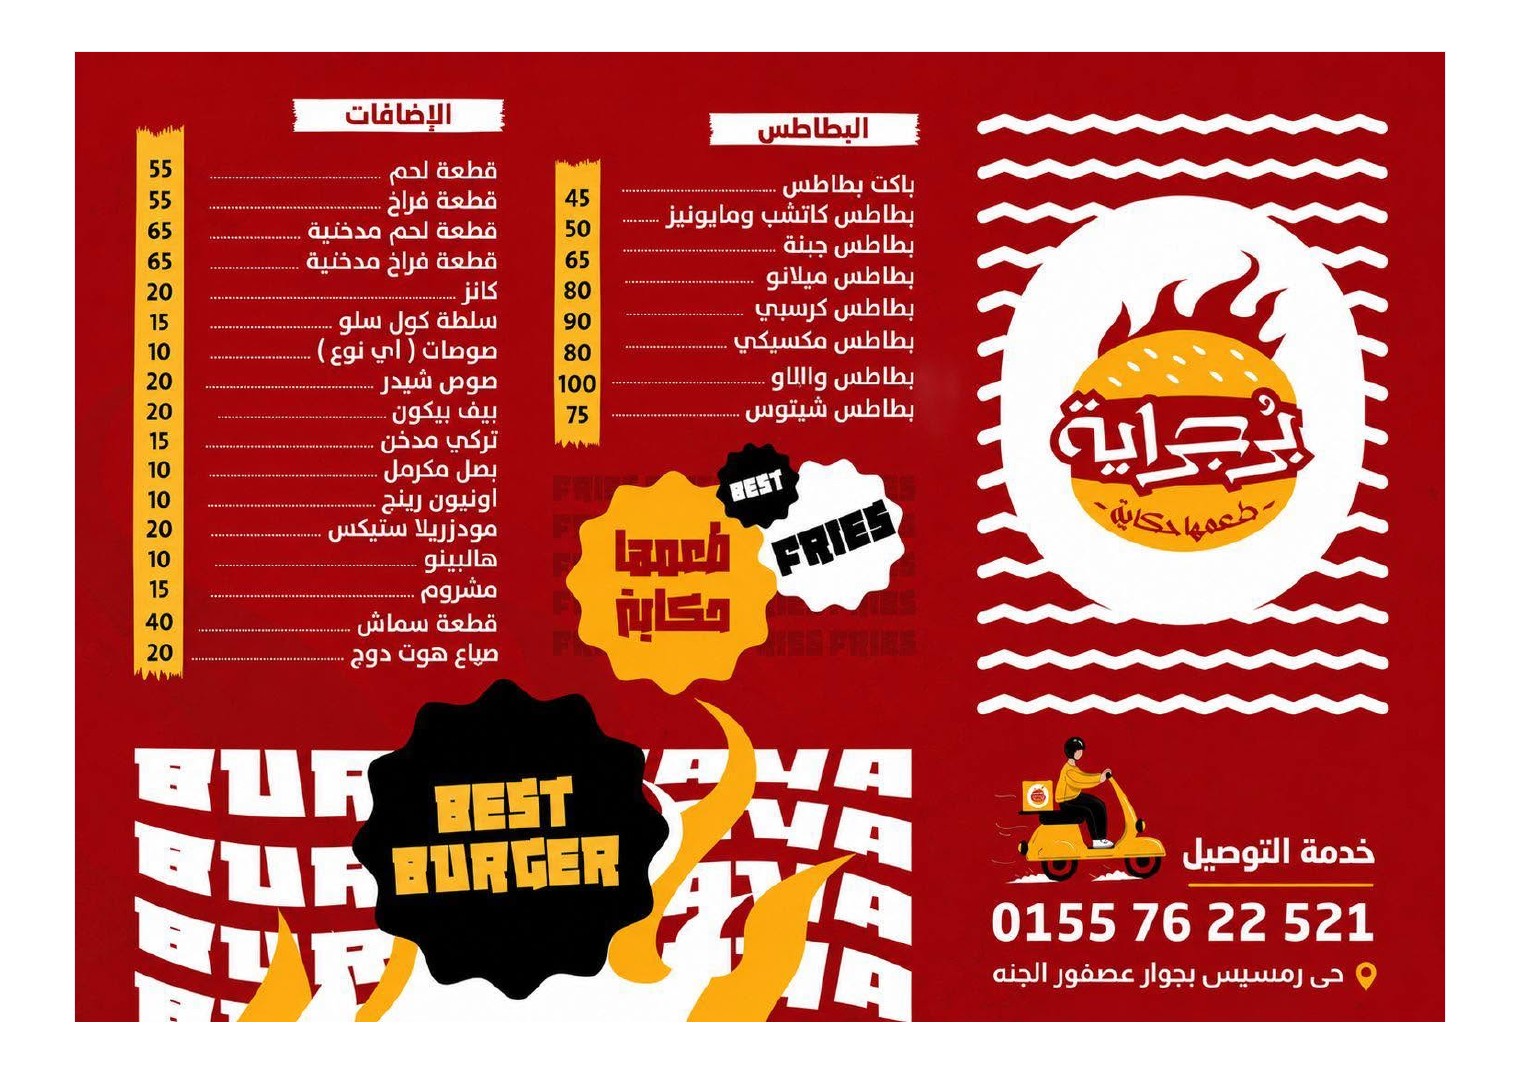 برجراية
- طعمها حكاية -
خدمة التوصيل
0155 76 22 521
حى رمسيس بجوار عصفور الجنه
البطاطس
باكت بطاطس 45
بطاطس كاتشب ومايونيز 50
بطاطس جبنة 65
بطاطس ميلانو 80
بطاطس كرسبي 90
بطاطس مكسيكي 80
بطاطس واااااو 100
بطاطس شيتوس 75
BEST
FRIES
طعمها
حكاية
الإضافات
قطعة لحم 55
قطعة فراخ 55
قطعة لحم مدخنية 65
قطعة فراخ مدخنية 65
كانز 20
سلطة كول سلو 15
صوصات ( اي نوع ) 10
صوص شيدر 20
بيف بيكون 20
تركي مدخن 15
بصل مكرمل 10
اونيون رينج 10
مودزريلا ستيكس 20
هالبينو 10
مشروم 15
قطعة سماش 40
صباع هوت دوج 20
BEST
BURGER